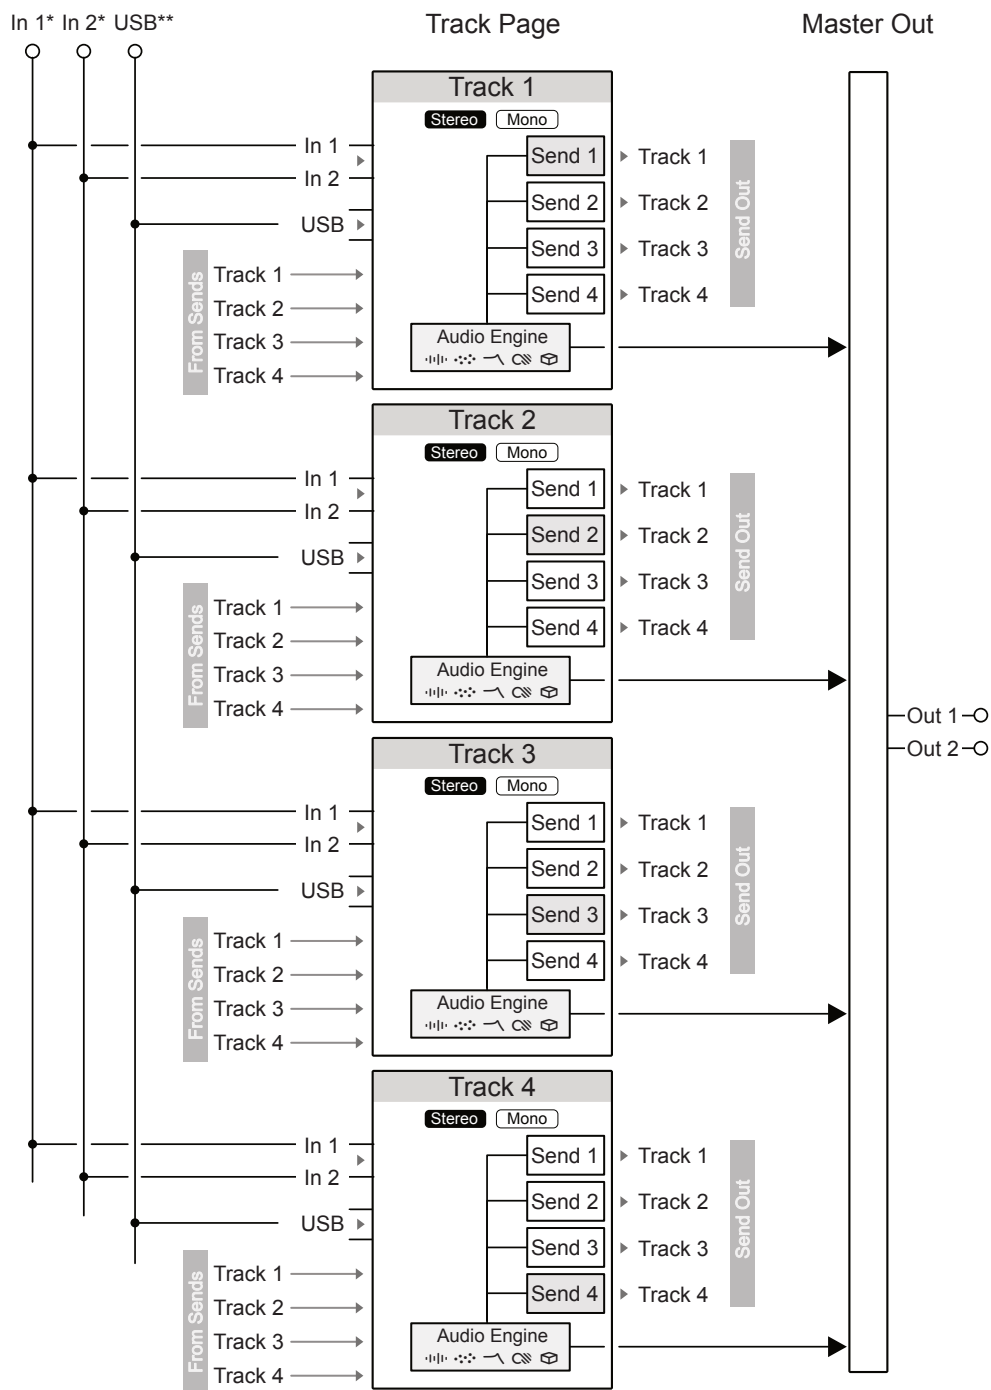 In 1* In 2* USB** Track Page Master Out
Track 1
Stereo Mono
In 1 Send 1 Track 1
In 2
Send 2 Track 2
USB
Send 3 Track 3
Track 1
Send 4 Track 4
Track 2
Track 3 Audio Engine
Track 4
From Sends
Send Out
Track 2
Stereo Mono
In 1 Send 1 Track 1
In 2
Send 2 Track 2
USB
Send 3 Track 3
Track 1
Send 4 Track 4
Track 2
Track 3 Audio Engine
Track 4
From Sends
Send Out
Out 1
Out 2
Track 3
Stereo Mono
In 1 Send 1 Track 1
In 2
Send 2 Track 2
USB
Send 3 Track 3
Track 1
Send 4 Track 4
Track 2
Track 3 Audio Engine
Track 4
From Sends
Send Out
Track 4
Stereo Mono
In 1 Send 1 Track 1
In 2
Send 2 Track 2
USB
Send 3 Track 3
Track 1
Send 4 Track 4
Track 2
Track 3 Audio Engine
Track 4
From Sends
Send Out